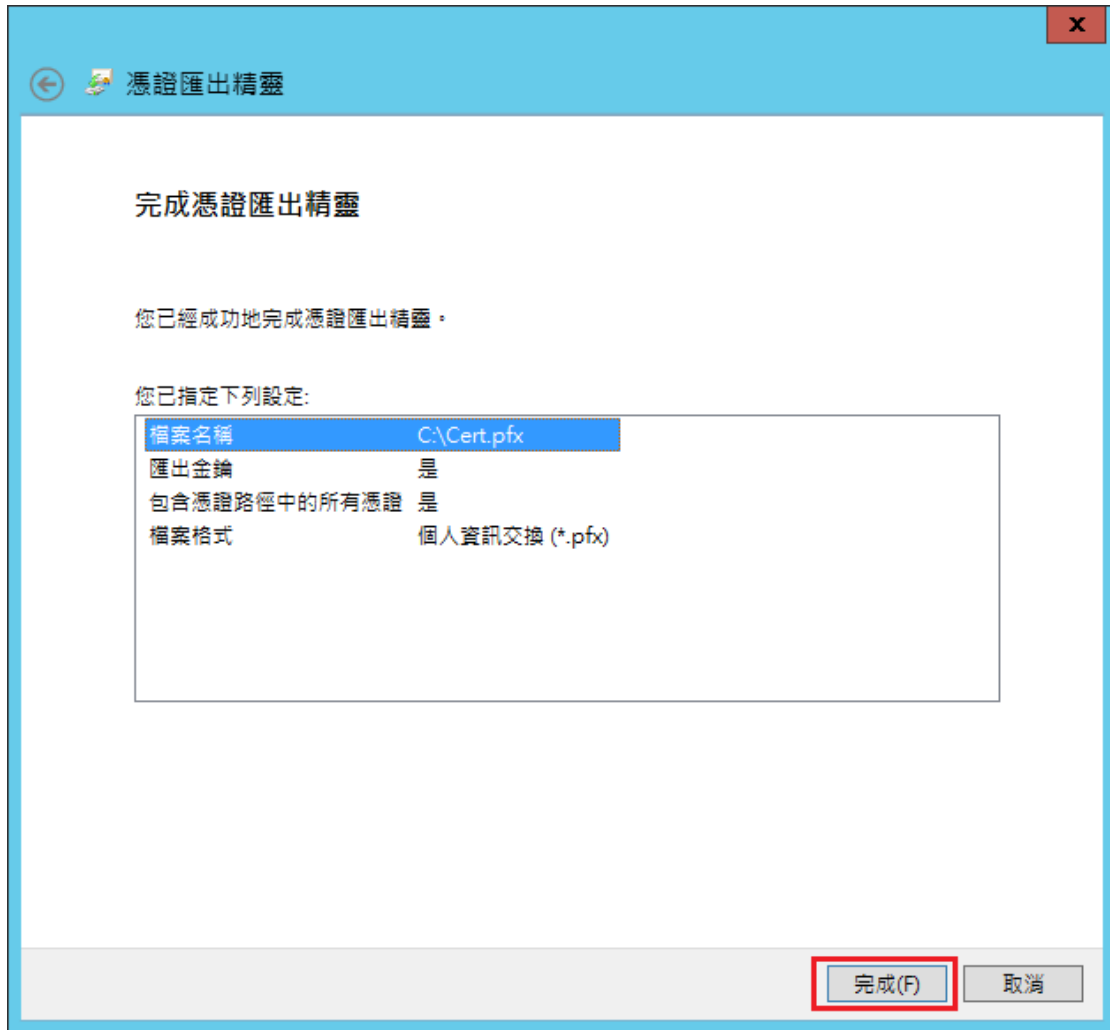 X
憑證匯出精靈
完成憑證匯出精靈
您已經成功地完成憑證匯出精靈。
您已指定下列設定:
檔案名稱 C:\Cert.pfx
匯出金鑰 是
包含憑證路徑中的所有憑證 是
檔案格式 個人資訊交換 (*.pfx)
完成(F) 取消